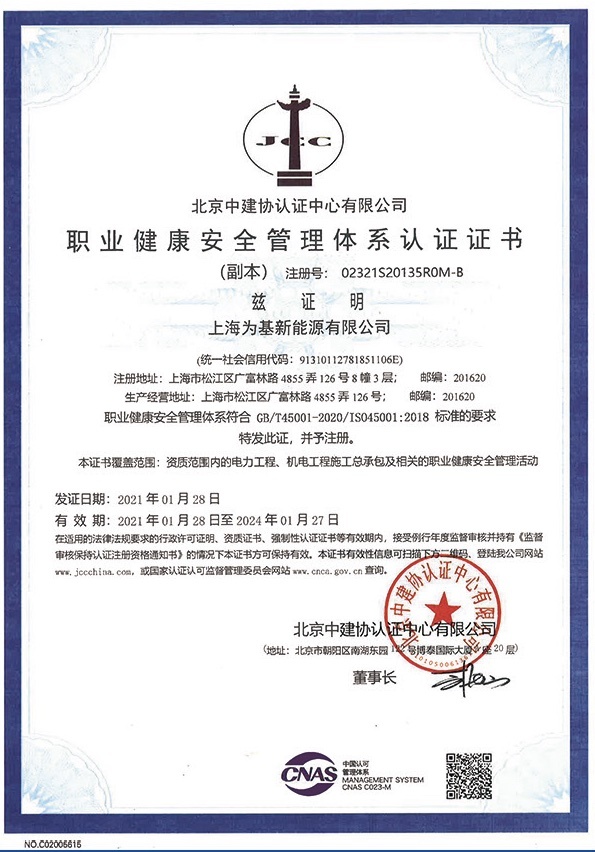 JCC
北京中建协认证中心有限公司
职业健康安全管理体系认证证书
（副本） 注册号： 02321S20135R0M-B
兹证明
上海为基新能源有限公司
(统一社会信用代码：91310112781851106E)
注册地址：上海市松江区广富林路 4855 弄 126 号 8 幢 3 层； 邮编：201620
生产经营地址：上海市松江区广富林路 4855 弄 126 号； 邮编：201620
职业健康安全管理体系符合 GB/T45001-2020/ISO45001:2018 标准的要求
特发此证，并予注册。
本证书覆盖范围：资质范围内的电力工程、机电工程施工总承包及相关的职业健康安全管理活动
发证日期：2021 年 01 月 28 日
有 效 期：2021 年 01 月 28 日至 2024 年 01 月 27 日
在适用的法律法规要求的行政许可证明、资质证书、强制性认证证书等有效期内，接受例行年度监督审核并持有《监督
审核保持认证注册资格通知书》的情况下本证书方可保持有效。本证书有效性信息可扫描下方二维码、登陆我公司网站
www.jccchina.com，或国家认证认可监督管理委员会网站 www.cnca.gov.cn 查询。
北京中建协认证中心有限公司
(地址：北京市朝阳区南湖东园 122 号博泰国际大厦 座 20 层)
董事长
CNAS
中国认可
管理体系
MANAGEMENT SYSTEM
CNAS C023-M
NO.C02005615